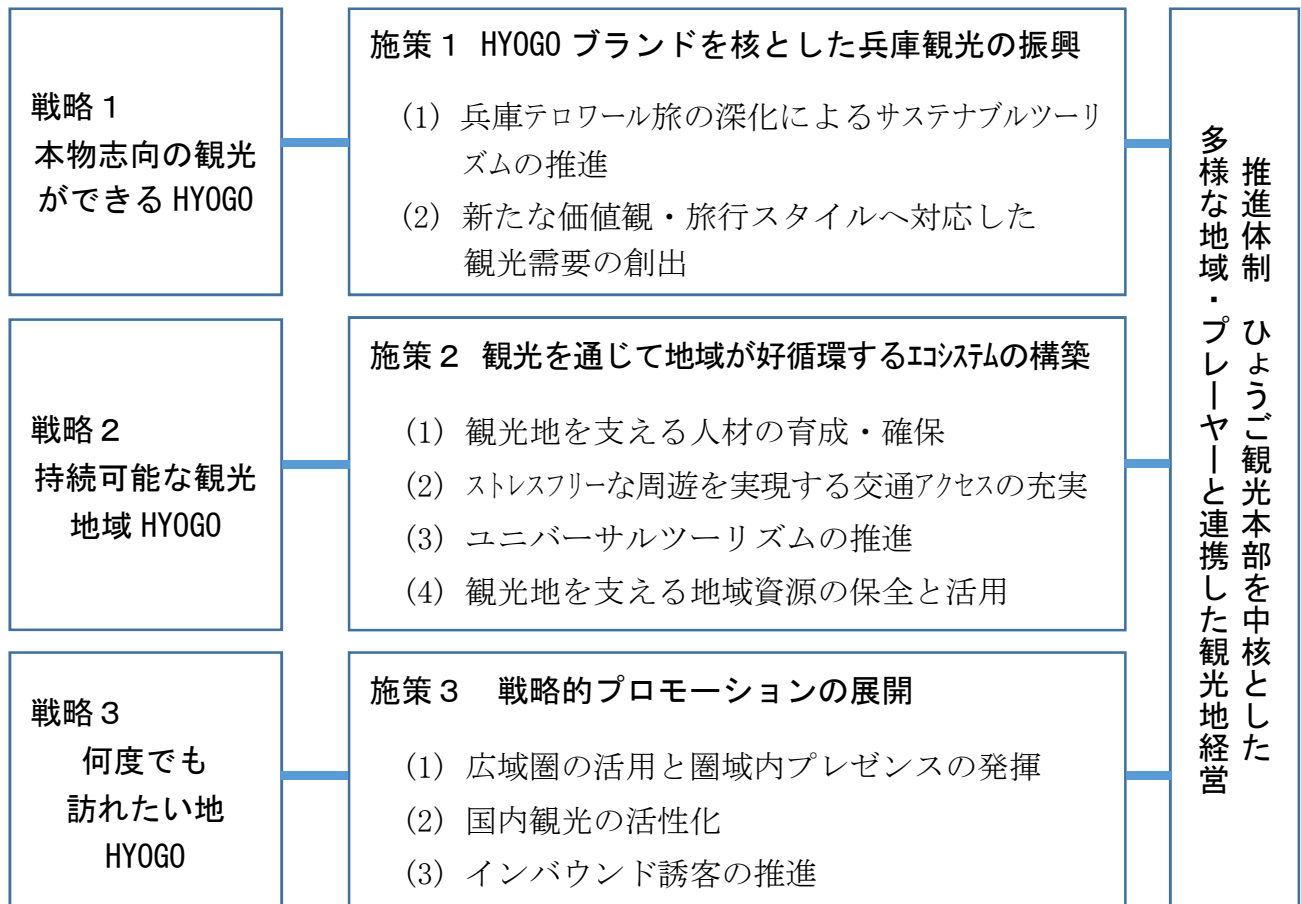 戦略１
本物志向の観光
ができる HYOGO
施策１ HYOGO ブランドを核とした兵庫観光の振興
(1) 兵庫テロワール旅の深化によるサステナブルツーリ
ズムの推進
(2) 新たな価値観・旅行スタイルへ対応した
観光需要の創出
戦略２
持続可能な観光
地域 HYOGO
施策２ 観光を通じて地域が好循環するエコシステムの構築
(1) 観光地を支える人材の育成・確保
(2) ストレスフリーな周遊を実現する交通アクセスの充実
(3) ユニバーサルツーリズムの推進
(4) 観光地を支える地域資源の保全と活用
戦略３
何度でも
訪れたい地
HYOGO
施策３ 戦略的プロモーションの展開
(1) 広域圏の活用と圏域内プレゼンスの発揮
(2) 国内観光の活性化
(3) インバウンド誘客の推進
推進体制 ひょうご観光本部を中核とした
多様な地域・プレーヤーと連携した観光地経営